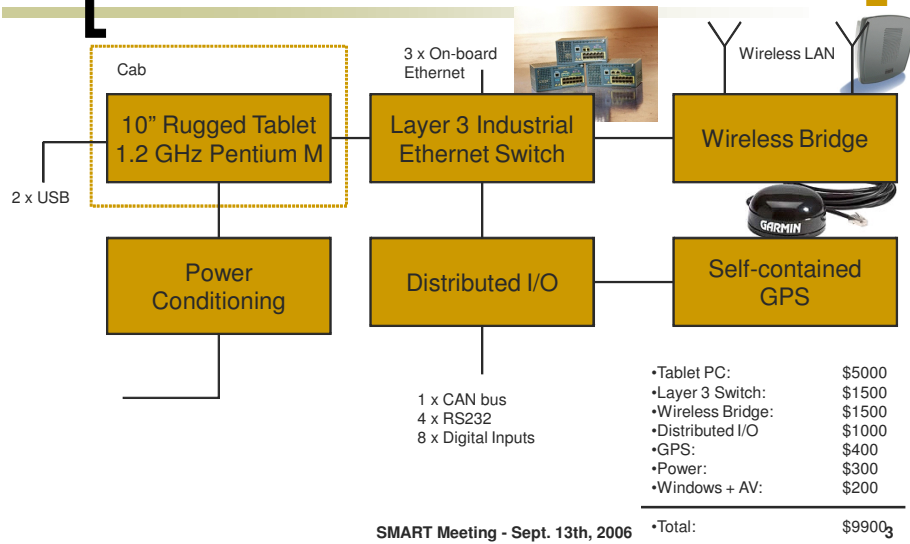 Cab
3 x On-board
Ethernet
Wireless LAN
10” Rugged Tablet
1.2 GHz Pentium M
Layer 3 Industrial
Ethernet Switch
Wireless Bridge
2 x USB
GARMIN
Power
Conditioning
Distributed I/O
Self-contained
GPS
1 x CAN bus
4 x RS232
8 x Digital Inputs
•Tablet PC: $5000
•Layer 3 Switch: $1500
•Wireless Bridge: $1500
•Distributed I/O $1000
•GPS: $400
•Power: $300
•Windows + AV: $200
•Total: $9900
SMART Meeting - Sept. 13th, 2006
3